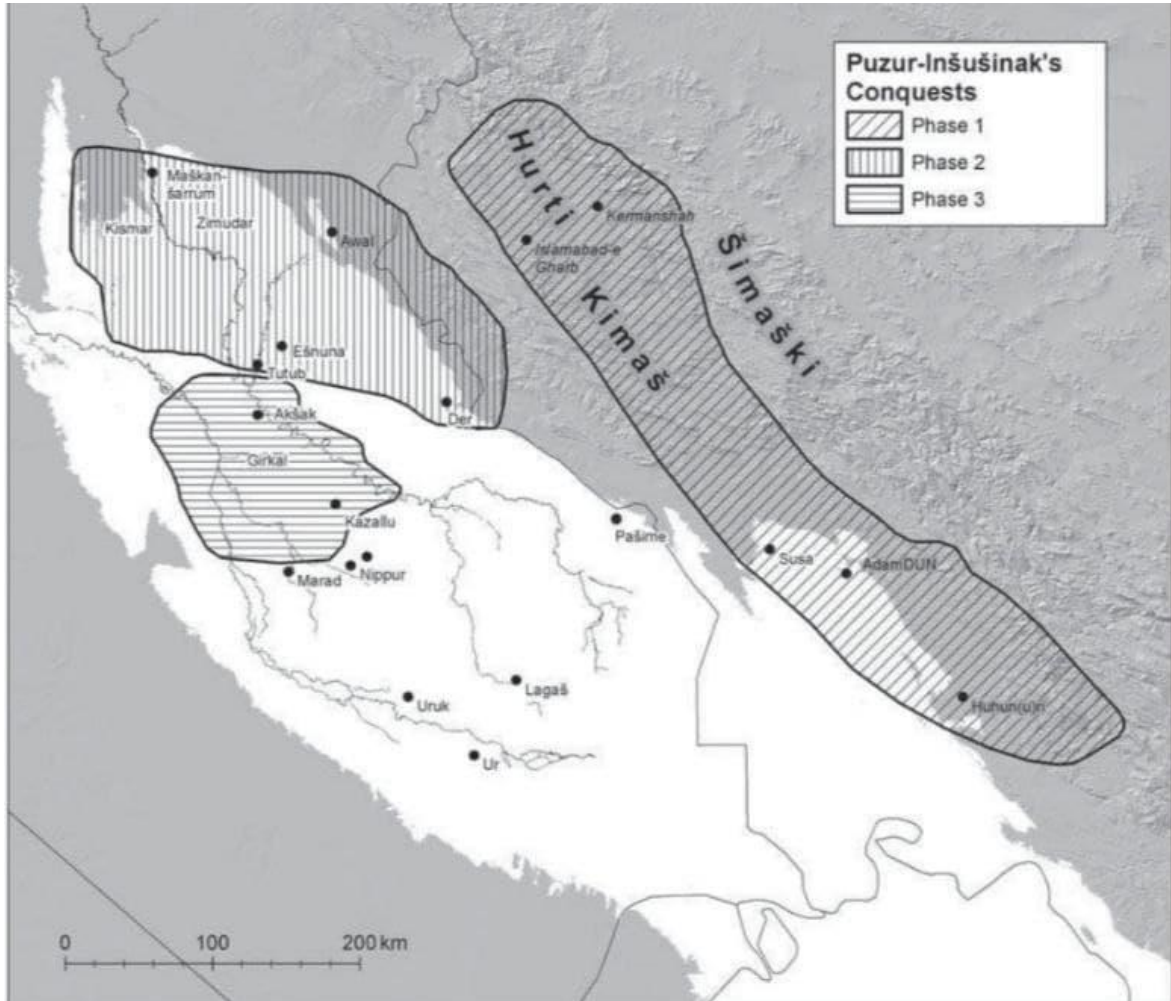 Puzur-Inšušinak's
Conquests
Phase 1
Phase 2
Phase 3
Hurti
Kimaš
Šimaški
Kermanshah
Islamabad-e
Gharb
Maškan-
šarrum
Kismar
Zimudar
Awal
Ešnuna
Tutub
Der
Akšak
Girkal
Kazallu
Marad
Nippur
Pašime
Susa
AdamDUN
Huhun(u)ri
Lagaš
Uruk
Ur
0 100 200 km